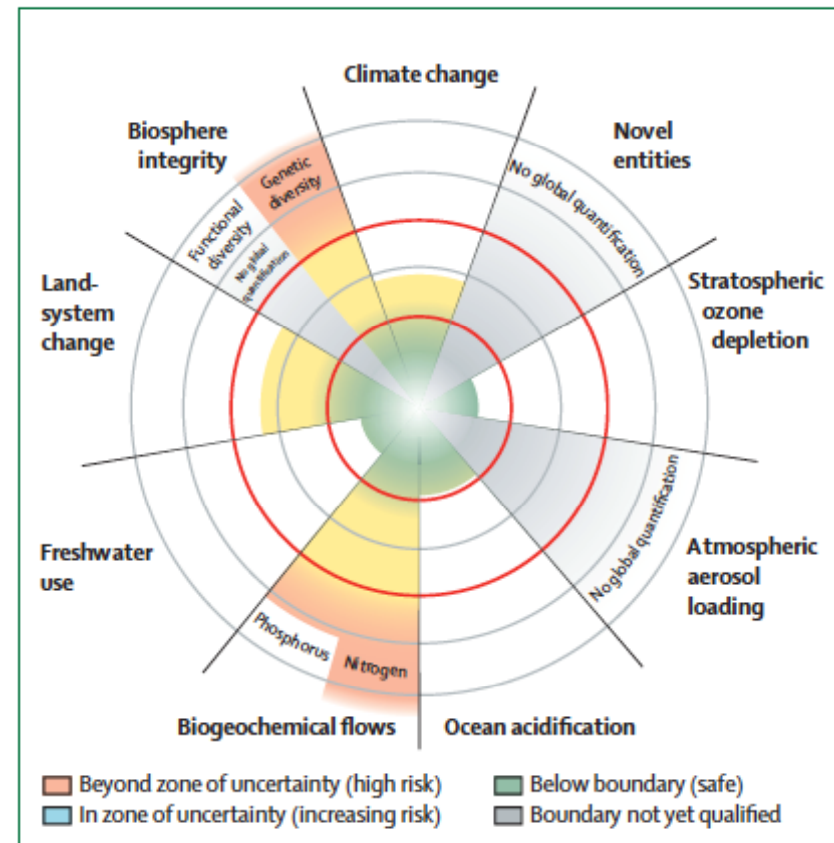 Climate change
Biosphere
integrity
Novel
entities
Genetic
diversity
No global quantification
Functional
diversity
No global
quantification
Land-
system
change
Stratospheric
ozone
depletion
Freshwater
use
No global quantification
Atmospheric
aerosol
loading
Phosphorus
Nitrogen
Biogeochemical flows
Ocean acidification
Beyond zone of uncertainty (high risk)
Below boundary (safe)
In zone of uncertainty (increasing risk)
Boundary not yet qualified